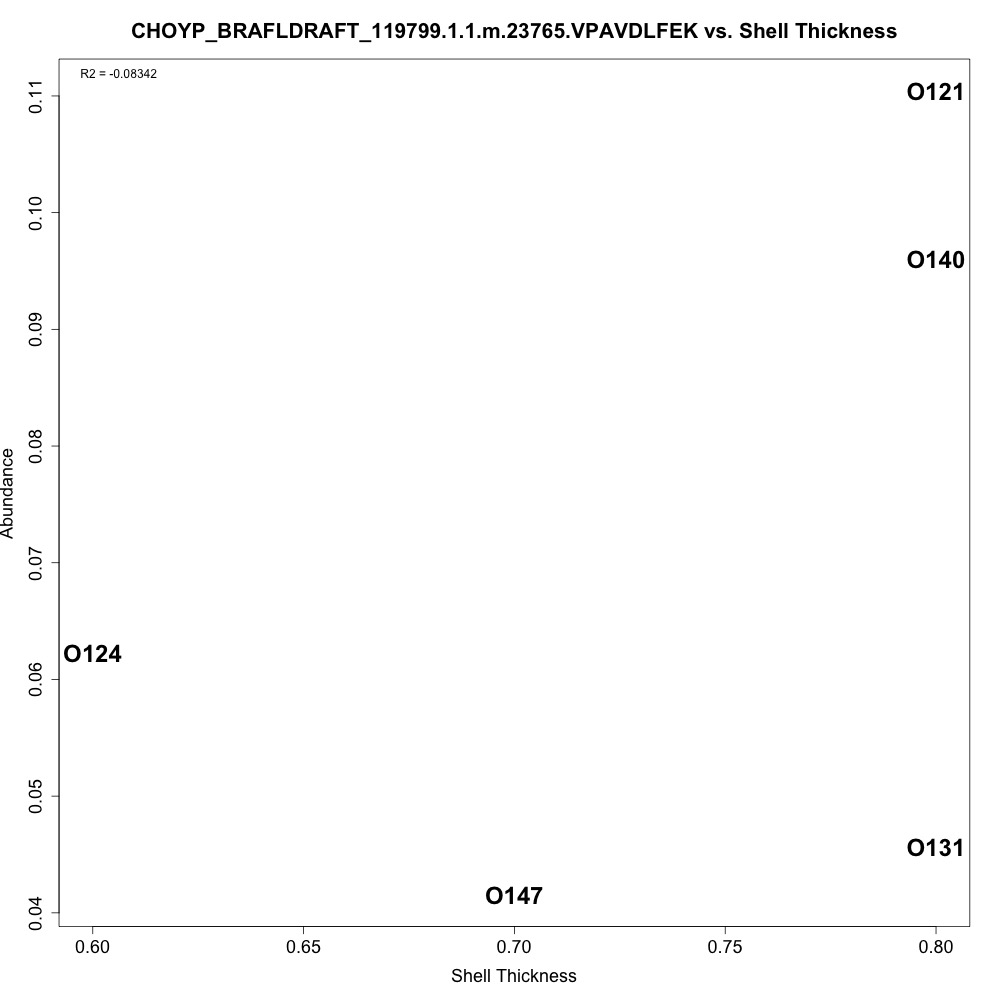 CHOYP_BRAFLDRAFT_119799.1.1.m.23765.VPAVDLFEK vs. Shell Thickness
R2 = -0.08342
O121
O140
O124
O131
O147
0.11
0.10
0.09
0.08
0.07
0.06
0.05
0.04
Abundance
0.60 0.65 0.70 0.75 0.80
Shell Thickness